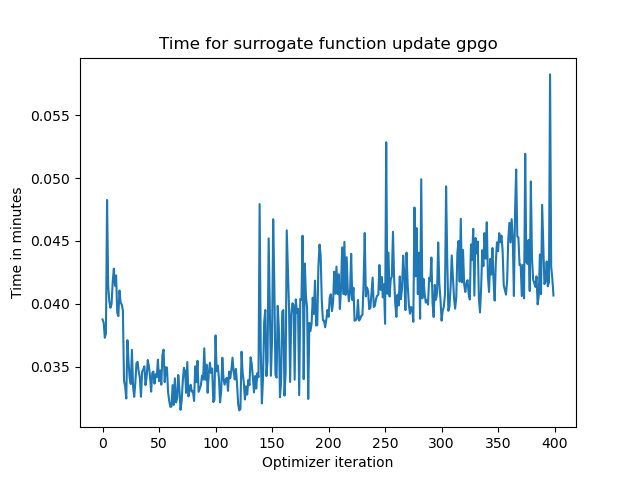 Time for surrogate function update gpgo
Time in minutes
0.055
0.050
0.045
0.040
0.035
0 50 100 150 200 250 300 350 400
Optimizer iteration